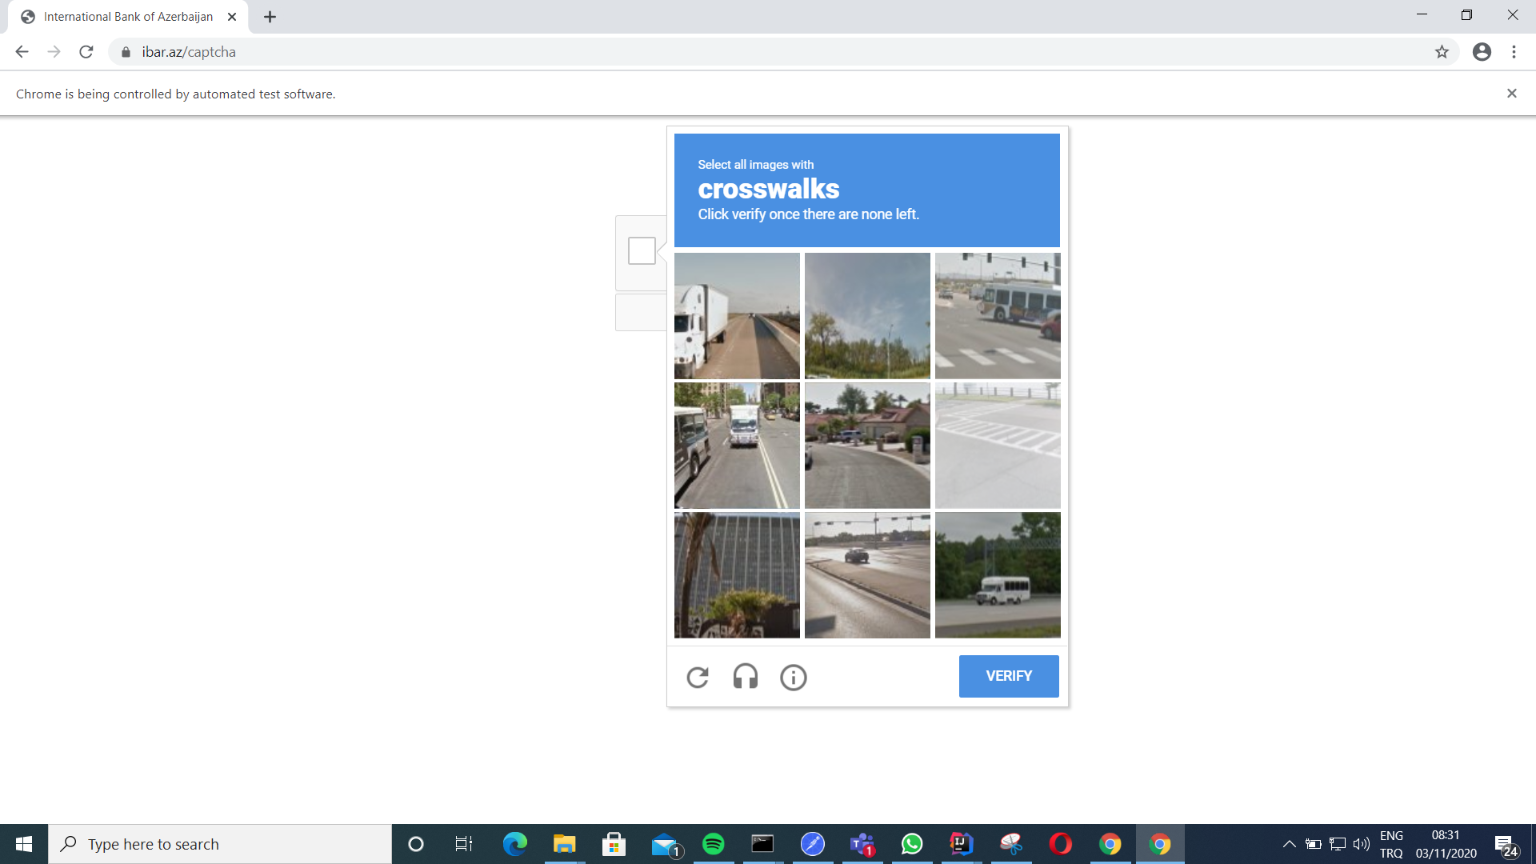 International Bank of Azerbaijan
ibar.az/captcha
Chrome is being controlled by automated test software.
Select all images with
crosswalks
Click verify once there are none left.
VERIFY
Type here to search
1
1
ENG
TRQ
08:31
03/11/2020
24